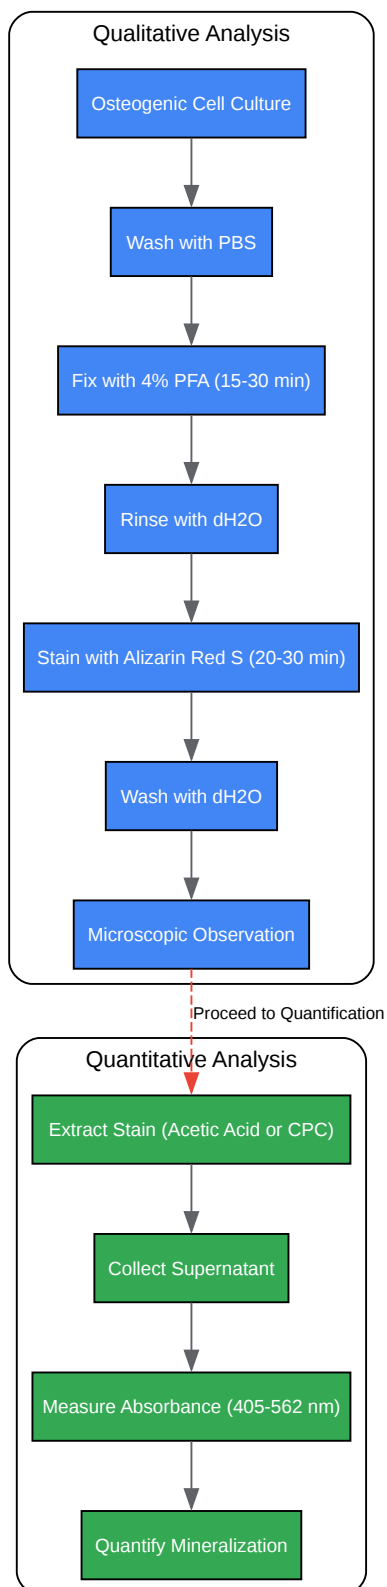 Qualitative Analysis
Osteogenic Cell Culture
Wash with PBS
Fix with 4% PFA (15-30 min)
Rinse with dH2O
Stain with Alizarin Red S (20-30 min)
Wash with dH2O
Microscopic Observation
Proceed to Quantification
Quantitative Analysis
Extract Stain (Acetic Acid or CPC)
Collect Supernatant
Measure Absorbance (405-562 nm)
Quantify Mineralization